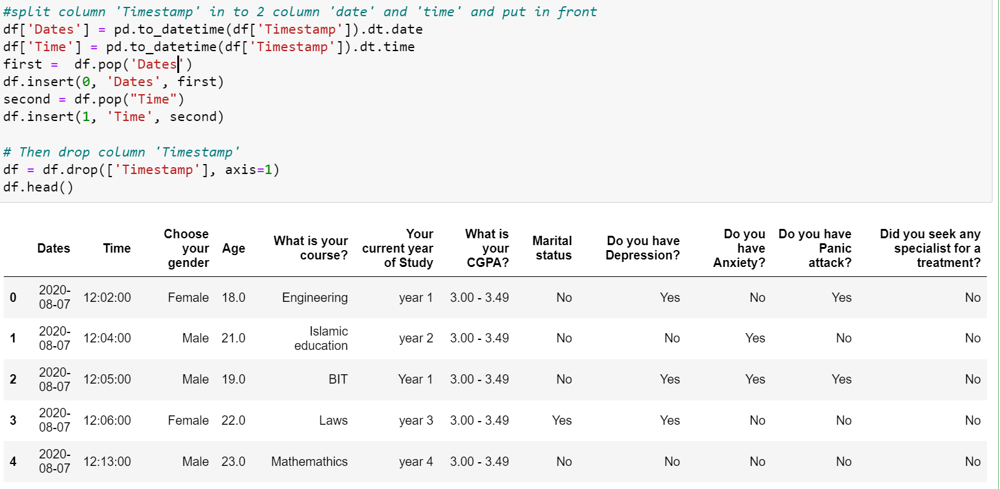 #split column 'Timestamp' in to 2 column 'date' and 'time' and put in front
df['Dates'] = pd.to_datetime(df['Timestamp']).dt.date
df['Time'] = pd.to_datetime(df['Timestamp']).dt.time
first =  df.pop('Dates')
df.insert(0, 'Dates', first)
second = df.pop("Time")
df.insert(1, 'Time', second)
# Then drop column 'Timestamp'
df = df.drop(['Timestamp'], axis=1)
df.head()
Dates Time Choose your gender Age What is your course? Your current year of Study What is your CGPA? Marital status Do you have Depression? Do you have Anxiety? Do you have Panic attack? Did you seek any specialist for a treatment?
0 2020-08-07 12:02:00 Female 18.0 Engineering year 1 3.00 - 3.49 No Yes No Yes No
1 2020-08-07 12:04:00 Male 21.0 Islamic education year 2 3.00 - 3.49 No No Yes No No
2 2020-08-07 12:05:00 Male 19.0 BIT Year 1 3.00 - 3.49 No Yes Yes Yes No
3 2020-08-07 12:06:00 Female 22.0 Laws year 3 3.00 - 3.49 Yes Yes No No No
4 2020-08-07 12:13:00 Male 23.0 Mathemathics year 4 3.00 - 3.49 No No No No No